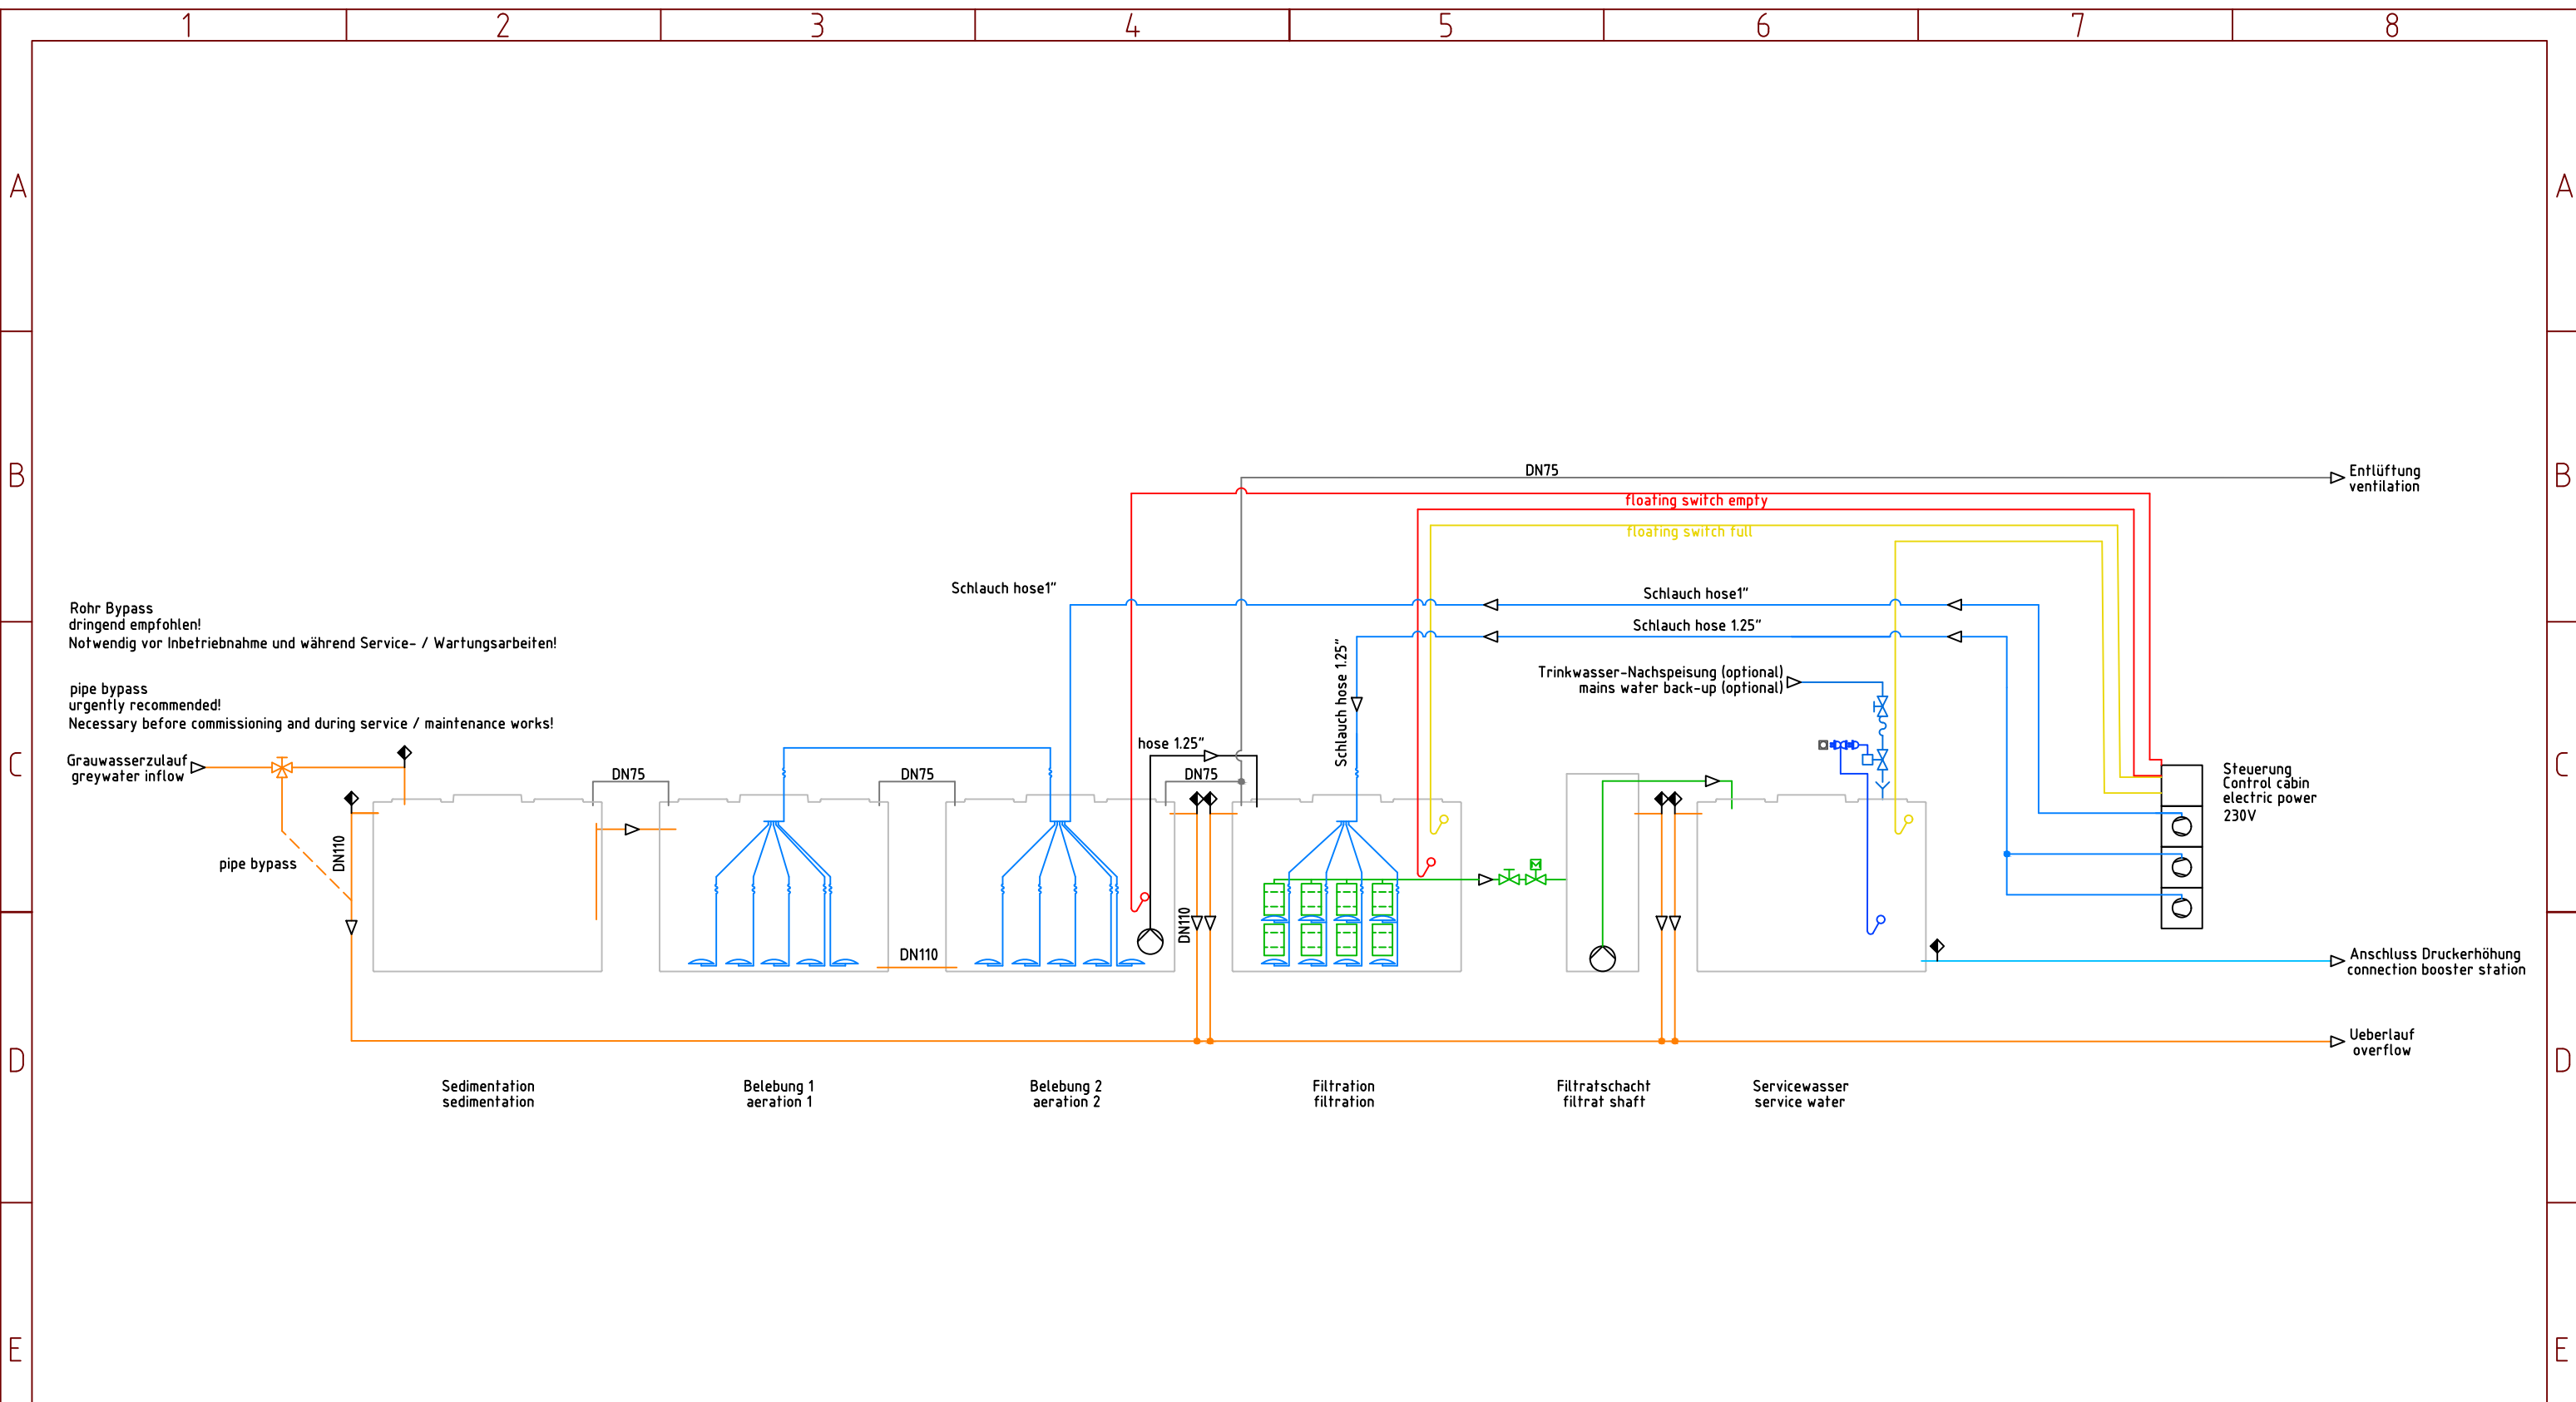 1 2 3 4 5 6 7 8
A A
B B
DN75
Entlüftung
ventilation
floating switch empty
floating switch full
Schlauch hose1"
Schlauch hose1"
Schlauch hose 1.25"
Schlauch hose 1.25"
Rohr Bypass
dringend empfohlen!
Notwendig vor Inbetriebnahme und während Service- / Wartungsarbeiten!
pipe bypass
urgently recommended!
Necessary before commissioning and during service / maintenance works!
Trinkwasser-Nachspeisung (optional)
mains water back-up (optional)
C C
Grauwasserzulauf
greywater inflow
hose 1.25"
DN75
DN75
DN75
Steuerung
Control cabin
electric power
230V
pipe bypass
DN110
M
DN110
DN110
Anschluss Druckerhöhung
connection booster station
Ueberlauf
overflow
D D
Sedimentation
sedimentation
Belebung 1
aeration 1
Belebung 2
aeration 2
Filtration
filtration
Filtratschacht
filtrat shaft
Servicewasser
service water
E E